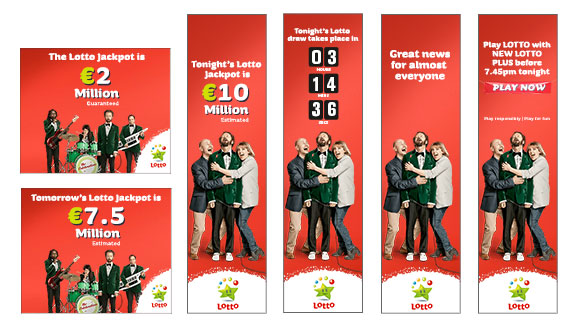 The Lotto Jackpot is
€2
Million
Guaranteed
Lotto
Tomorrow's Lotto Jackpot is
€7.5
Million
Estimated
Lotto
Tonight's Lotto
Jackpot is
€10
Million
Estimated
Lotto
Tonight's Lotto
draw takes place in
03
HOURS
14
MINS
36
SECS
Lotto
Great news
for almost
everyone
Lotto
Play LOTTO with
NEW LOTTO
PLUS before
7.45pm tonight
PLAY NOW
Play responsibly | Play for fun
Lotto